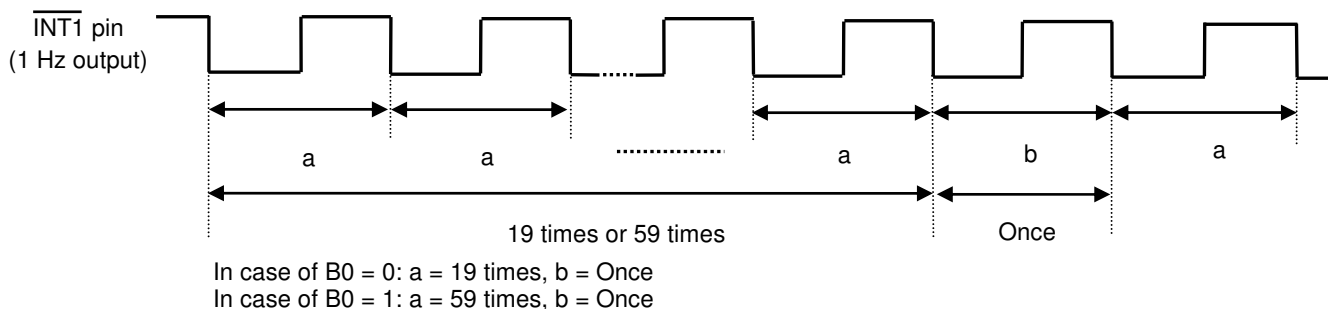 INT1 pin
(1 Hz output)
a
a
a
b
a
19 times or 59 times
Once
In case of B0 = 0: a = 19 times, b = Once
In case of B0 = 1: a = 59 times, b = Once